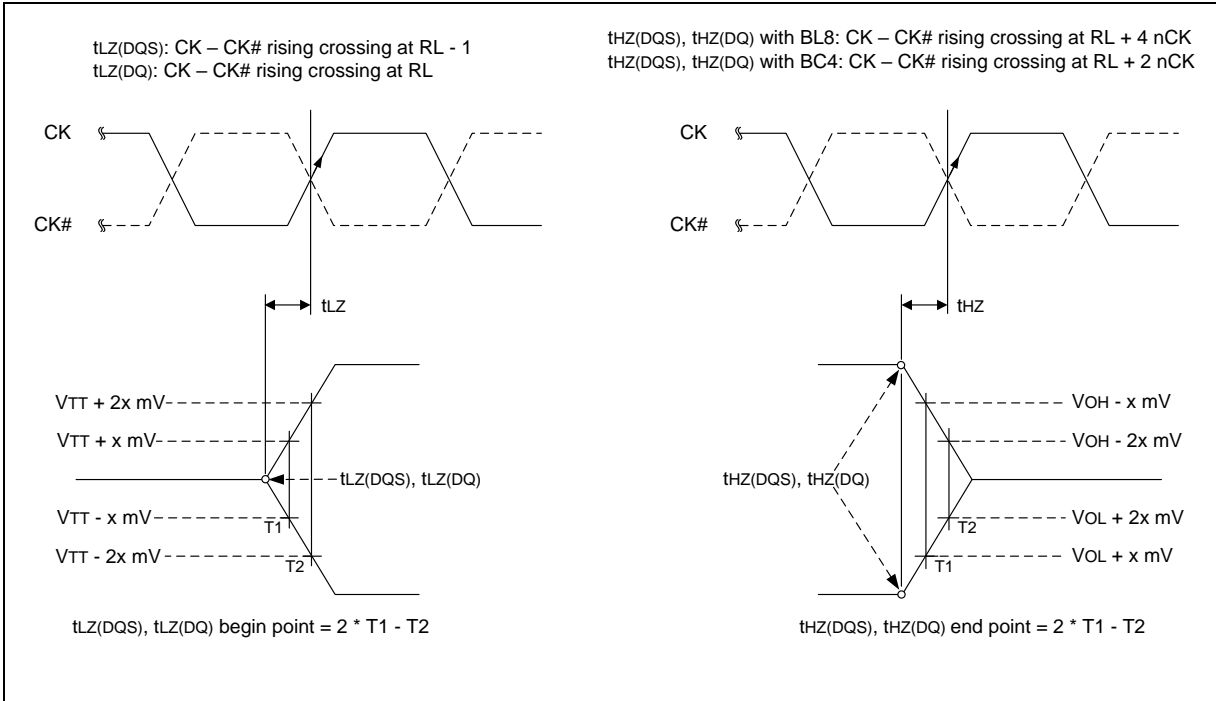 tLZ(DQS): CK – CK# rising crossing at RL - 1
tLZ(DQ): CK – CK# rising crossing at RL
CK
CK#
tLZ
VTT + 2x mV
VTT + x mV
tLZ(DQS), tLZ(DQ)
VTT - x mV
T1
VTT - 2x mV
T2
tLZ(DQS), tLZ(DQ) begin point = 2 * T1 - T2
tHZ(DQS), tHZ(DQ) with BL8: CK – CK# rising crossing at RL + 4 nCK
tHZ(DQS), tHZ(DQ) with BC4: CK – CK# rising crossing at RL + 2 nCK
CK
CK#
tHZ
VOH - x mV
VOH - 2x mV
tHZ(DQS), tHZ(DQ)
VOL + 2x mV
T2
VOL + x mV
T1
tHZ(DQS), tHZ(DQ) end point = 2 * T1 - T2